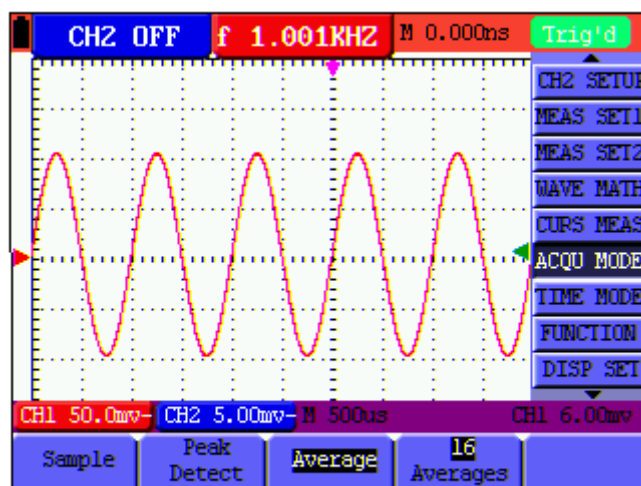 CH2 OFF f 1.001KHZ M 0.000ns Trig'd
CH2 SETUP
MEAS SET1
MEAS SET2
WAVE MATH
CURS MEAS
ACQU MODE
TIME MODE
FUNCTION
DISP SET
CH1 50.0mv- CH2 5.00mv- M 500us CH1 6.00mv
Sample
Peak
Detect
Average
16
Averages